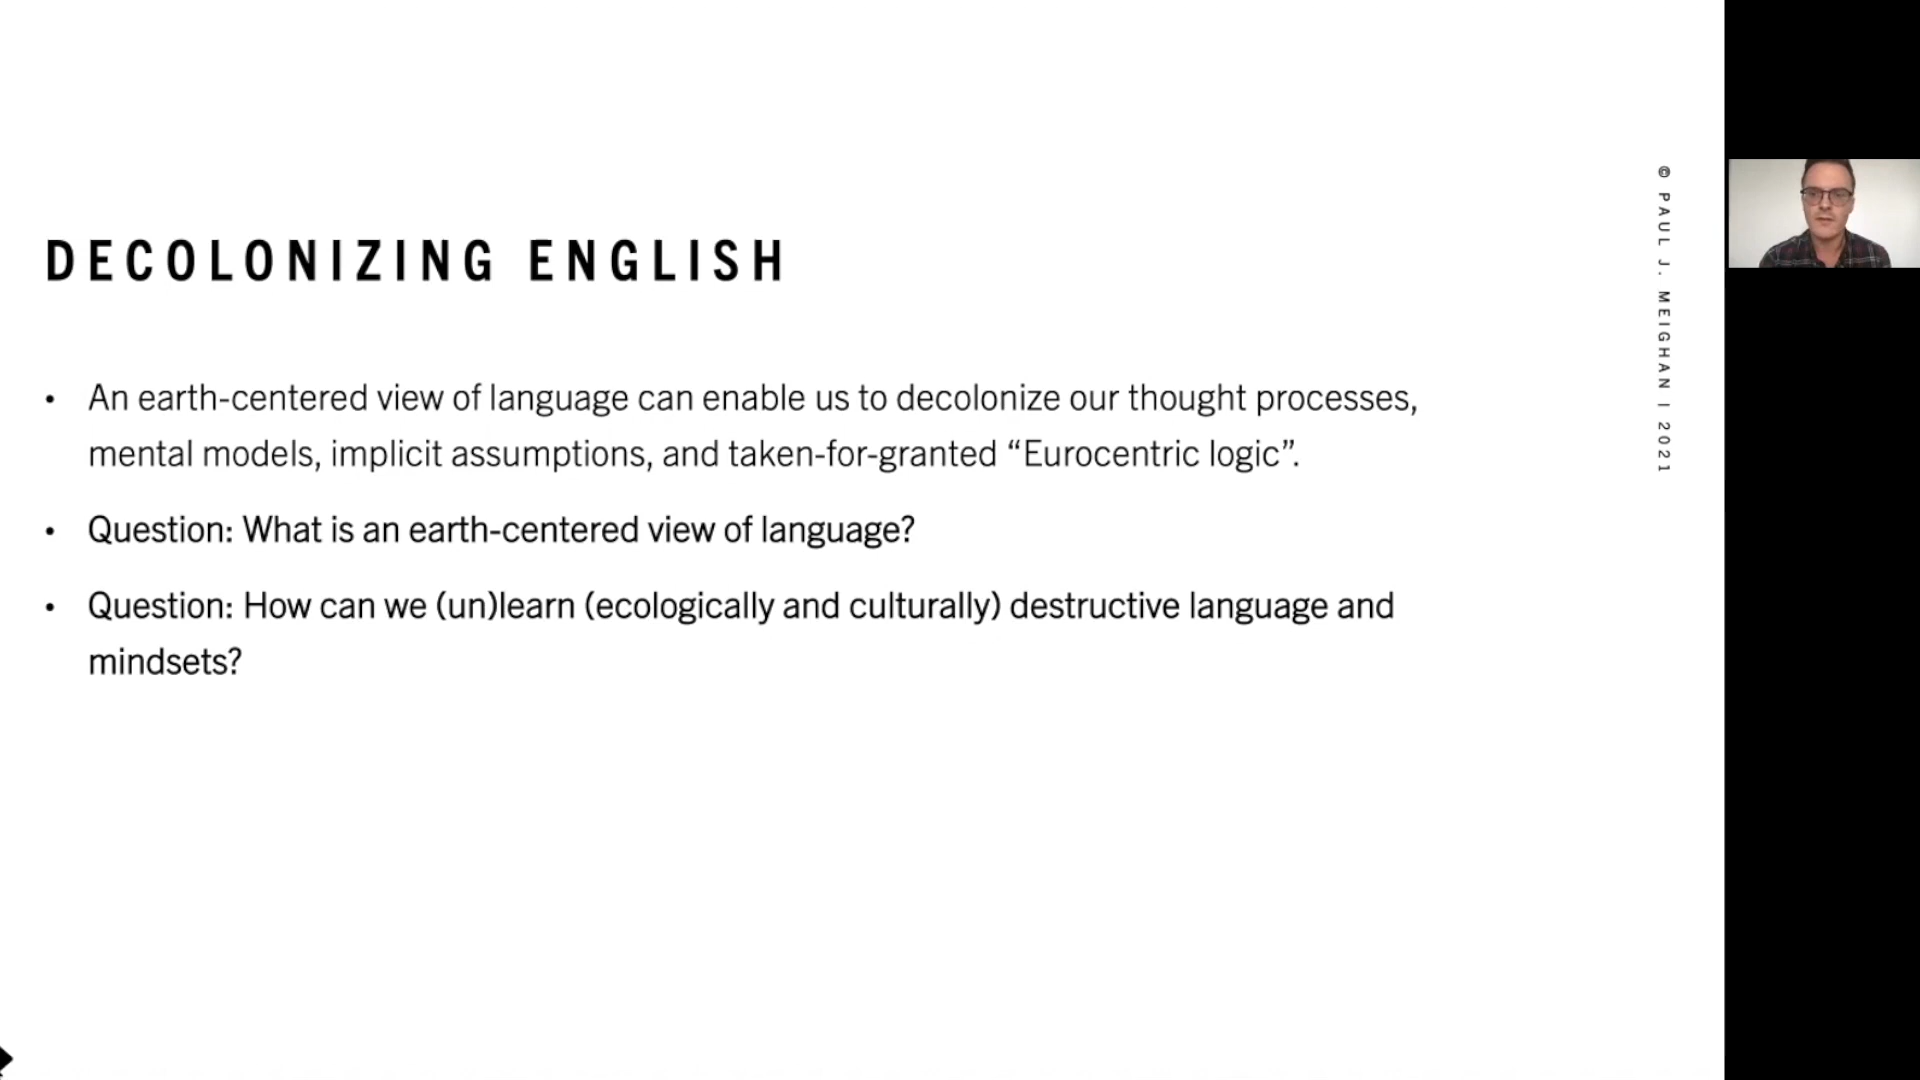 DECOLONIZING ENGLISH
• An earth-centered view of language can enable us to decolonize our thought processes,
mental models, implicit assumptions, and taken-for-granted “Eurocentric logic”.
• Question: What is an earth-centered view of language?
• Question: How can we (un)learn (ecologically and culturally) destructive language and
mindsets?
© PAUL J. MEIGHAN | 2021